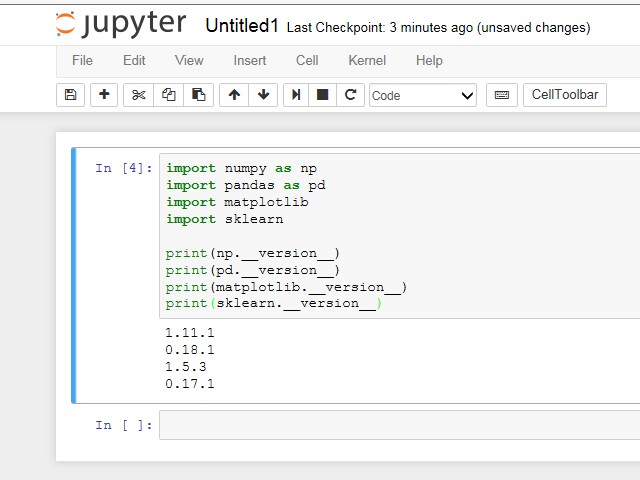 jupyter Untitled1 Last Checkpoint: 3 minutes ago (unsaved changes)
File Edit View Insert Cell Kernel Help
Code CellToolbar
In [4]: import numpy as np
import pandas as pd
import matplotlib
import sklearn
print(np.__version__)
print(pd.__version__)
print(matplotlib.__version__)
print(sklearn.__version__)
1.11.1
0.18.1
1.5.3
0.17.1
In [ ]: